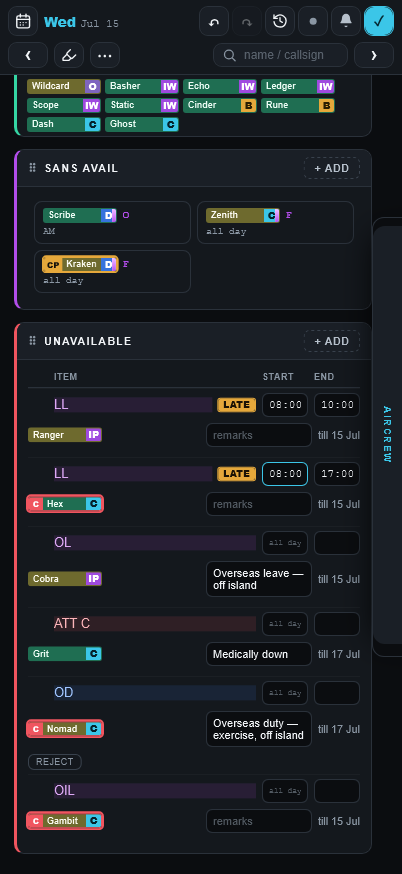 Wed Jul 15
name / callsign
Wildcard O Basher IW Echo IW Ledger IW
Scope IW Static IW Cinder B Rune B
Dash C Ghost C
SANS AVAIL + ADD
Scribe D O Zenith C F
AM all day
CP Kraken D F
all day
UNAVAILABLE + ADD
ITEM START END
LL LATE 08:00 10:00
Ranger IP remarks till 15 Jul
LL LATE 08:00 17:00
C Hex C remarks till 15 Jul
OL all day
Cobra IP Overseas leave — till 15 Jul
off island
ATT C all day
Grit C Medically down till 17 Jul
OD all day
C Nomad C Overseas duty — till 17 Jul
exercise, off island
REJECT
OIL all day
C Gambit C remarks till 15 Jul
AIRCREW